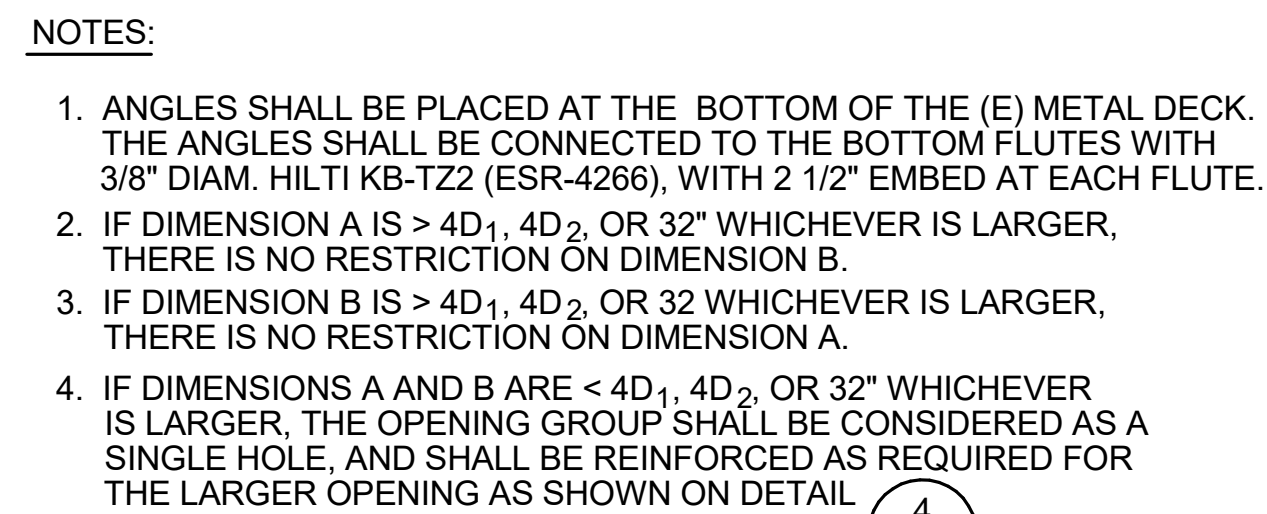 NOTES:
1. ANGLES SHALL BE PLACED AT THE BOTTOM OF THE (E) METAL DECK.
THE ANGLES SHALL BE CONNECTED TO THE BOTTOM FLUTES WITH
3/8" DIAM. HILTI KB-TZ2 (ESR-4266), WITH 2 1/2" EMBED AT EACH FLUTE.
2. IF DIMENSION A IS > 4D₁, 4D₂, OR 32" WHICHEVER IS LARGER,
THERE IS NO RESTRICTION ON DIMENSION B.
3. IF DIMENSION B IS > 4D₁, 4D₂, OR 32 WHICHEVER IS LARGER,
THERE IS NO RESTRICTION ON DIMENSION A.
4. IF DIMENSIONS A AND B ARE < 4D₁, 4D₂, OR 32" WHICHEVER
IS LARGER, THE OPENING GROUP SHALL BE CONSIDERED AS A
SINGLE HOLE, AND SHALL BE REINFORCED AS REQUIRED FOR
THE LARGER OPENING AS SHOWN ON DETAIL 4